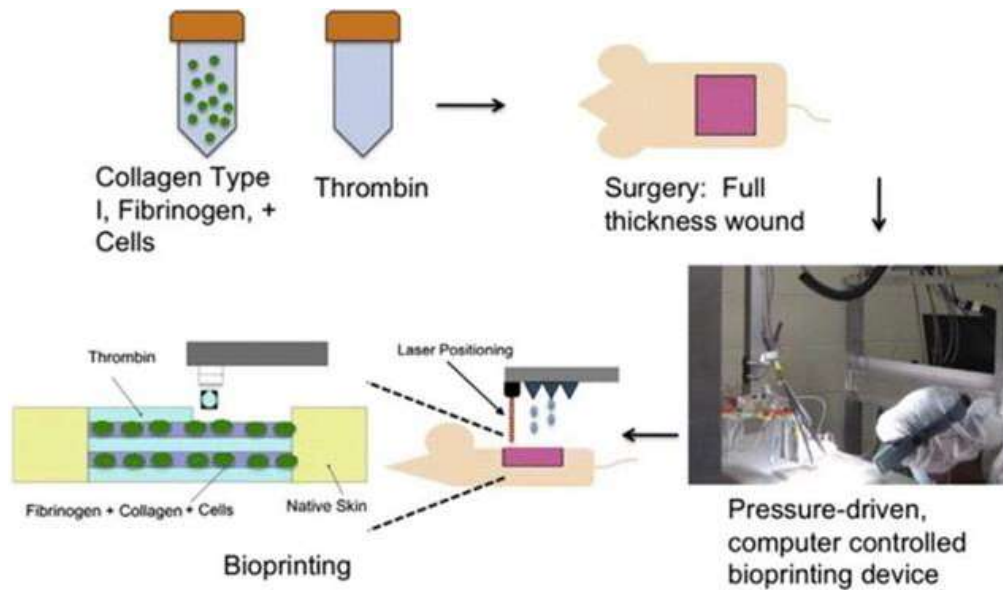 Collagen Type
I, Fibrinogen, +
Cells
Thrombin
Surgery: Full
thickness wound
Thrombin
Laser Positioning
Fibrinogen + Collagen + Cells
Native Skin
Bioprinting
Pressure-driven,
computer controlled
bioprinting device